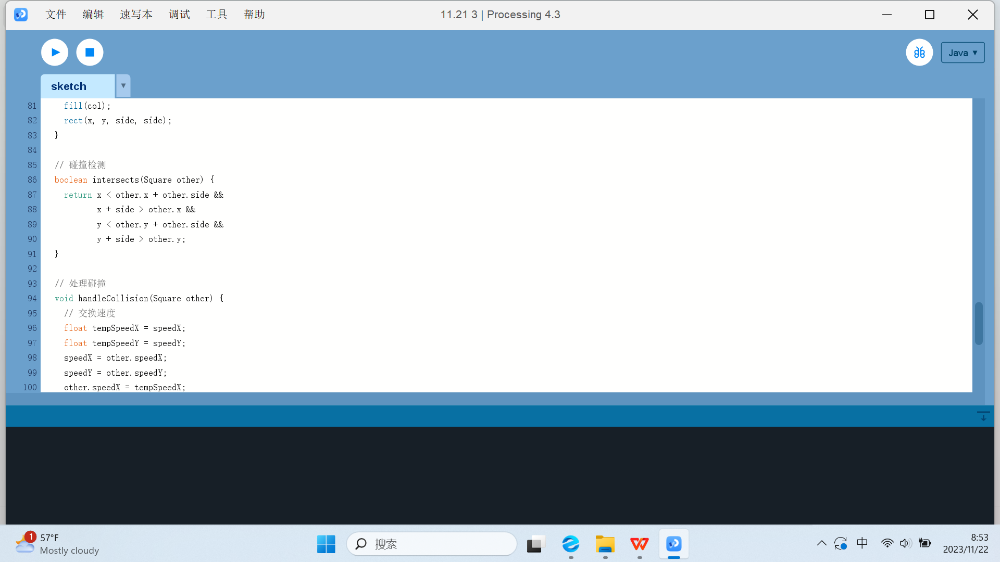 文件 编辑 速写本 调试 工具 帮助
11.21 3 | Processing 4.3
Java ▼
sketch ▼
81 fill(col);
82 rect(x, y, side, side);
83 }
84
85 // 碰撞检测
86 boolean intersects(Square other) {
87 return x < other.x + other.side &&
88 x + side > other.x &&
89 y < other.y + other.side &&
90 y + side > other.y;
91 }
92
93 // 处理碰撞
94 void handleCollision(Square other) {
95 // 交换速度
96 float tempSpeedX = speedX;
97 float tempSpeedY = speedY;
98 speedX = other.speedX;
99 speedY = other.speedY;
100 other.speedX = tempSpeedX;
1
57°F
Mostly cloudy
搜索
中
8:53
2023/11/22